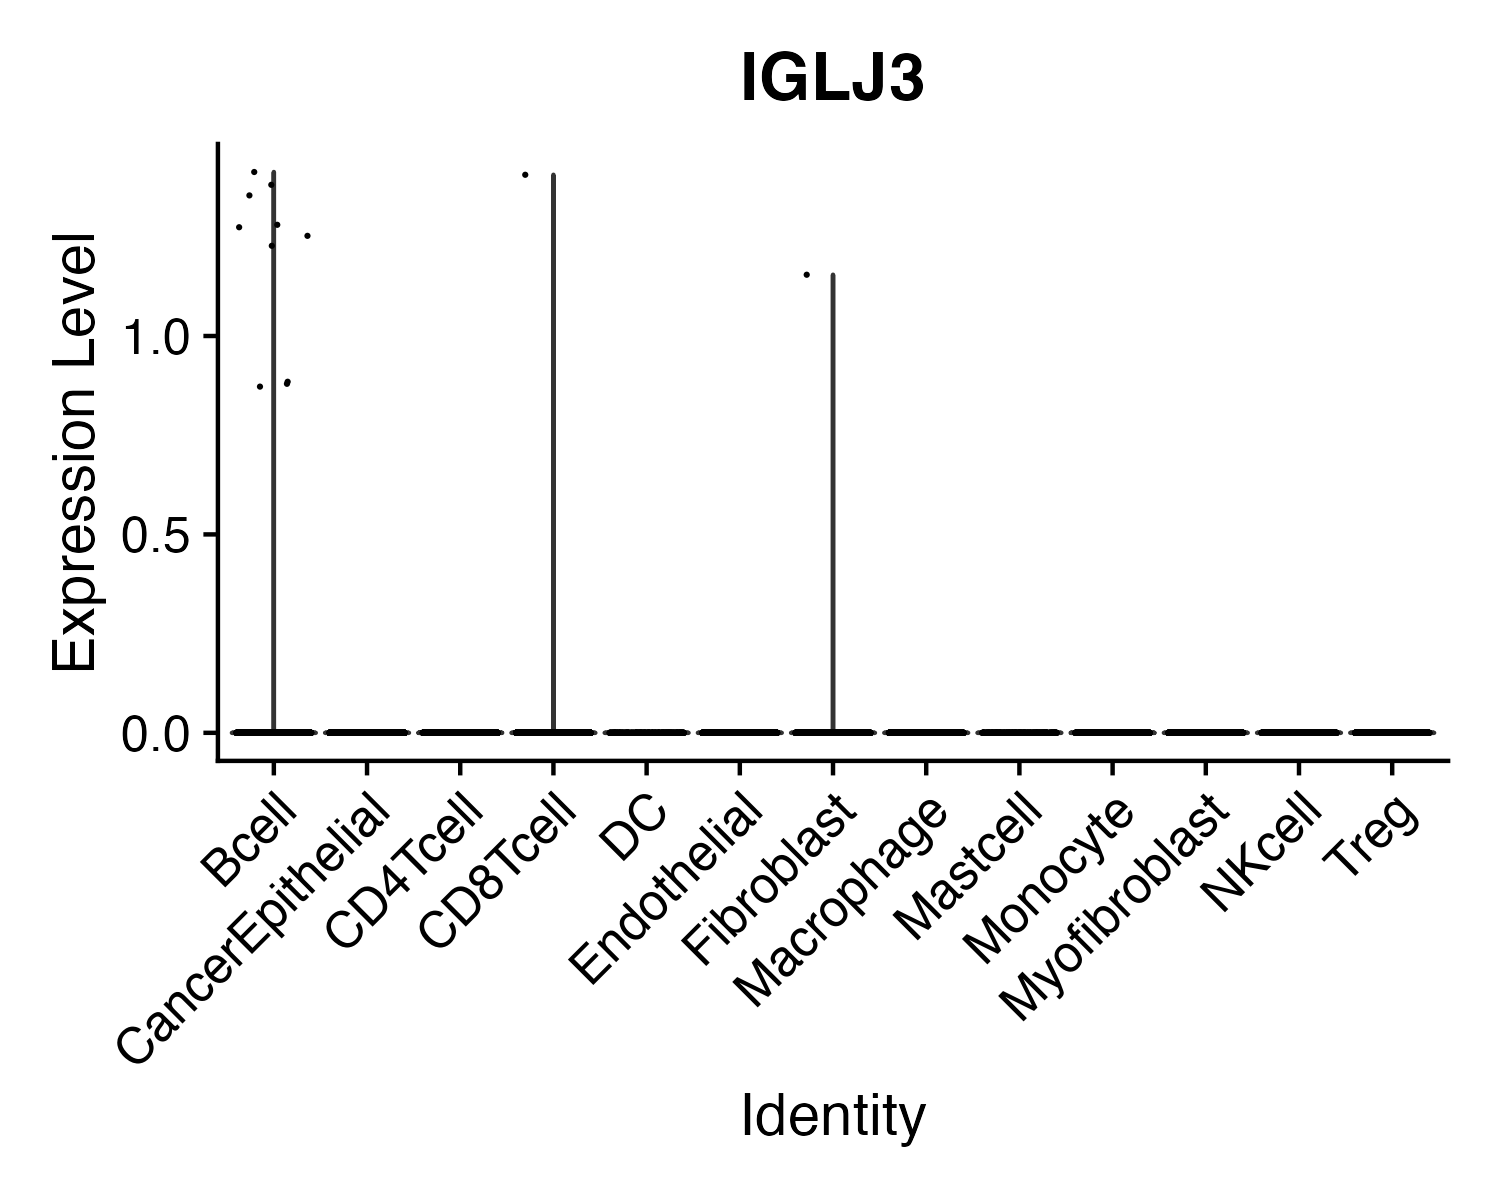 IGLJ3
Expression Level
1.0
0.5
0.0
Bcell
CancerEpithelial
CD4Tcell
CD8Tcell
DC
Endothelial
Fibroblast
Macrophage
Mastcell
Monocyte
Myofibroblast
NKcell
Treg
Identity